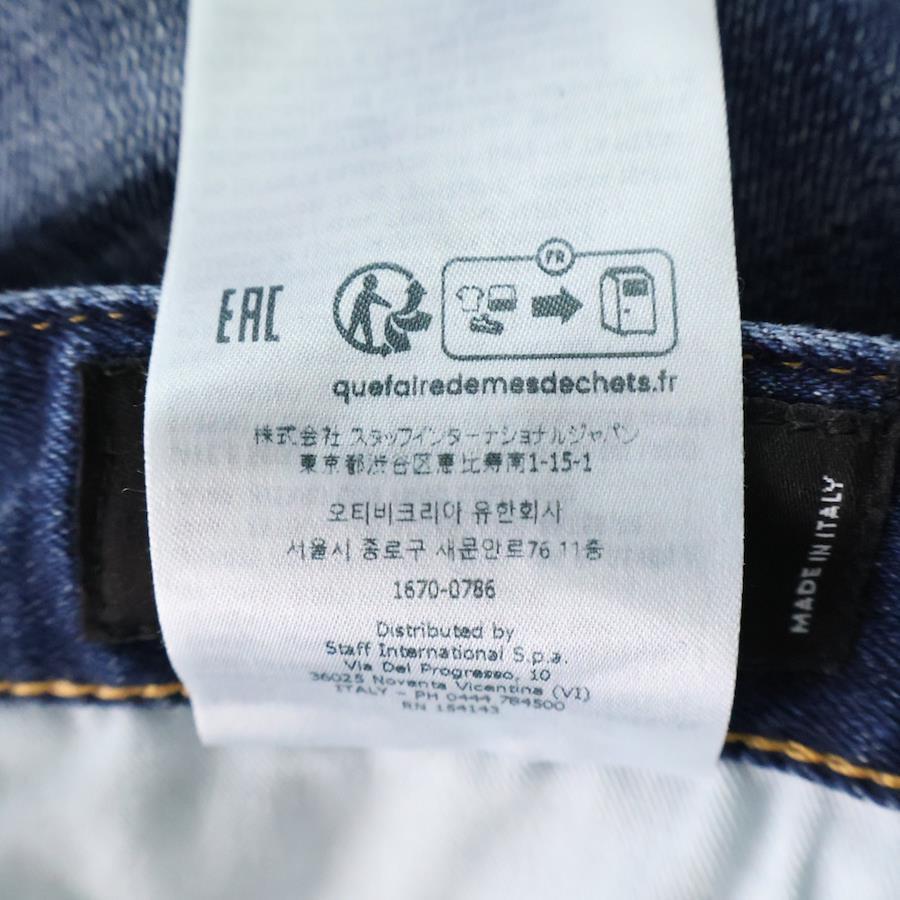 EAC
FR
quefairedemesdechets.fr
株式会社 スタッフインターナショナルジャパン
東京都渋谷区恵比寿南1-15-1
오티비코리아 유한회사
서울시 종로구 새문안로76 11층
1670-0786
Distributed by
Staff International S.p.a.
Via Del Progresso, 10
36025 Noventa Vicentina (VI)
ITALY - PH 0444 784500
RN 154143
MADE IN ITALY